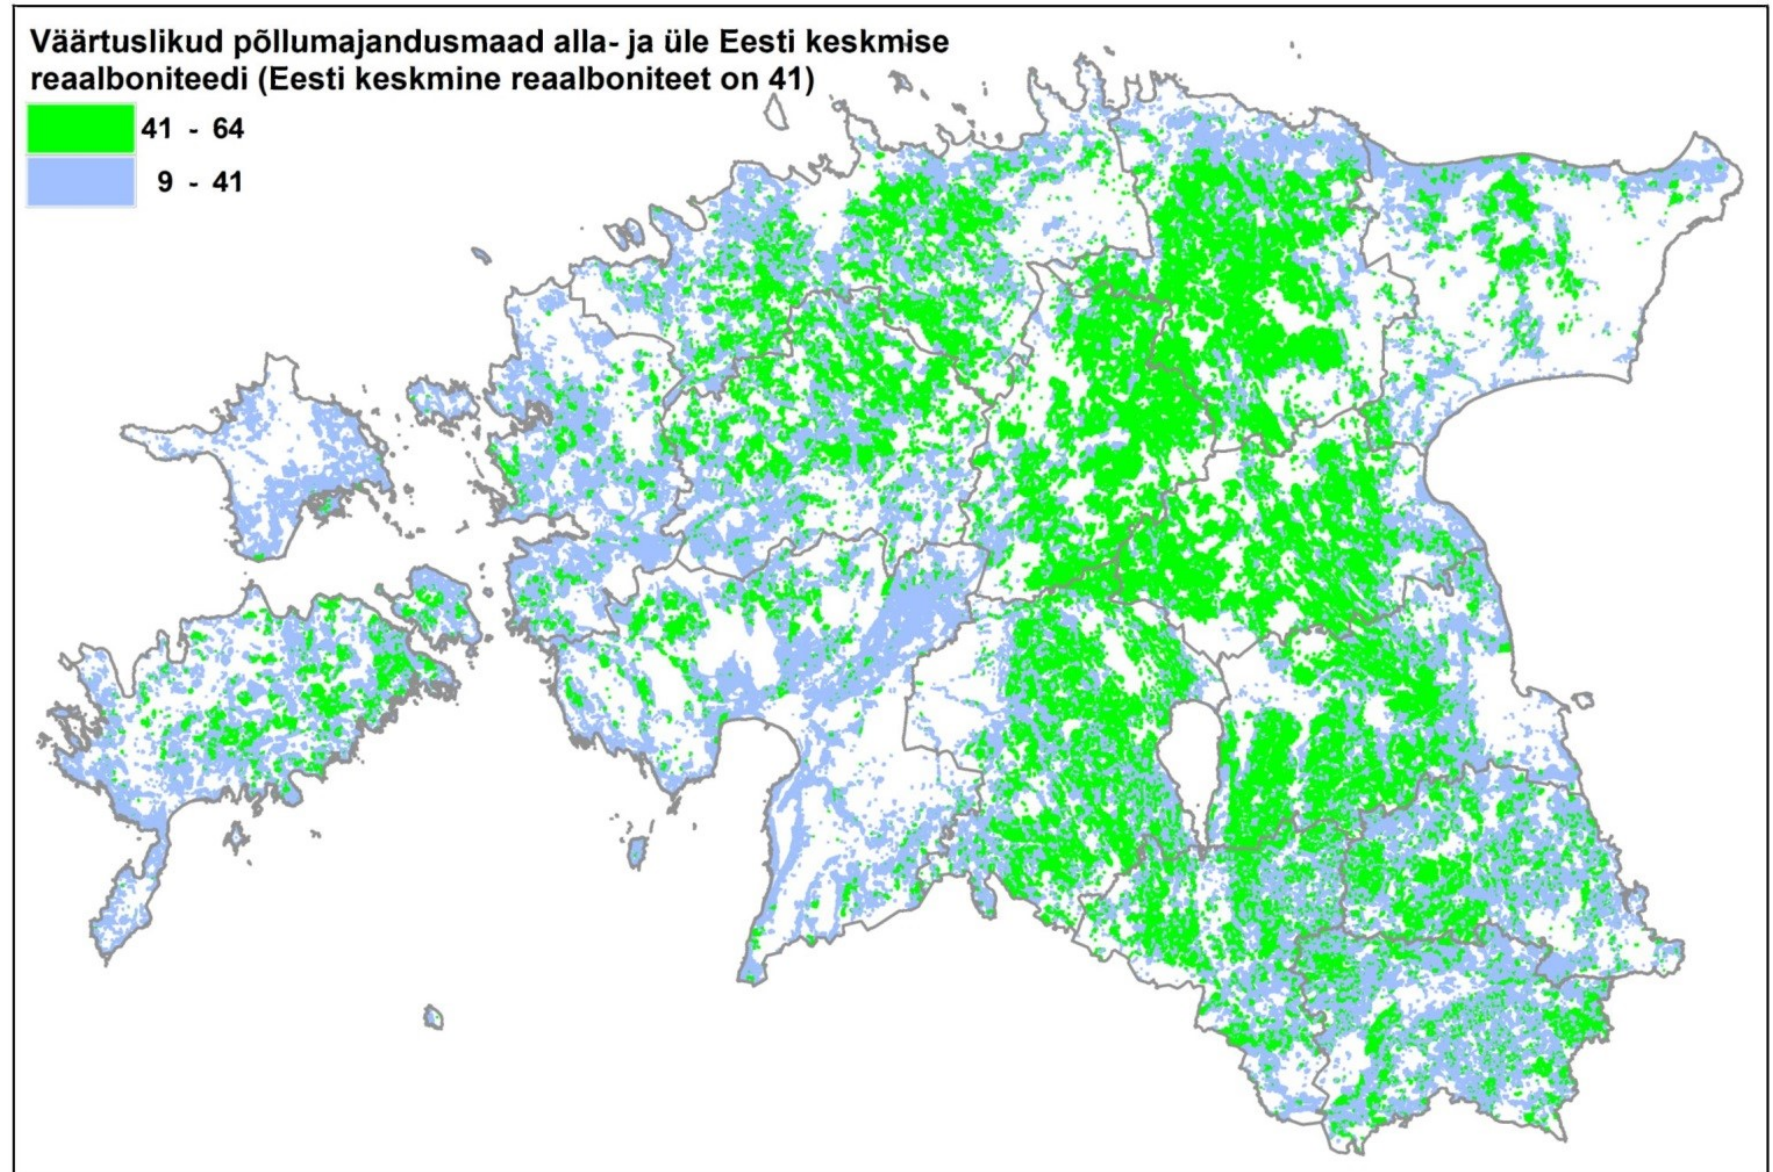 Väärtuslikud põllumajandusmaad alla- ja üle Eesti keskmise
reaalboniteedi (Eesti keskmine reaalboniteet on 41)
41 - 64
9 - 41